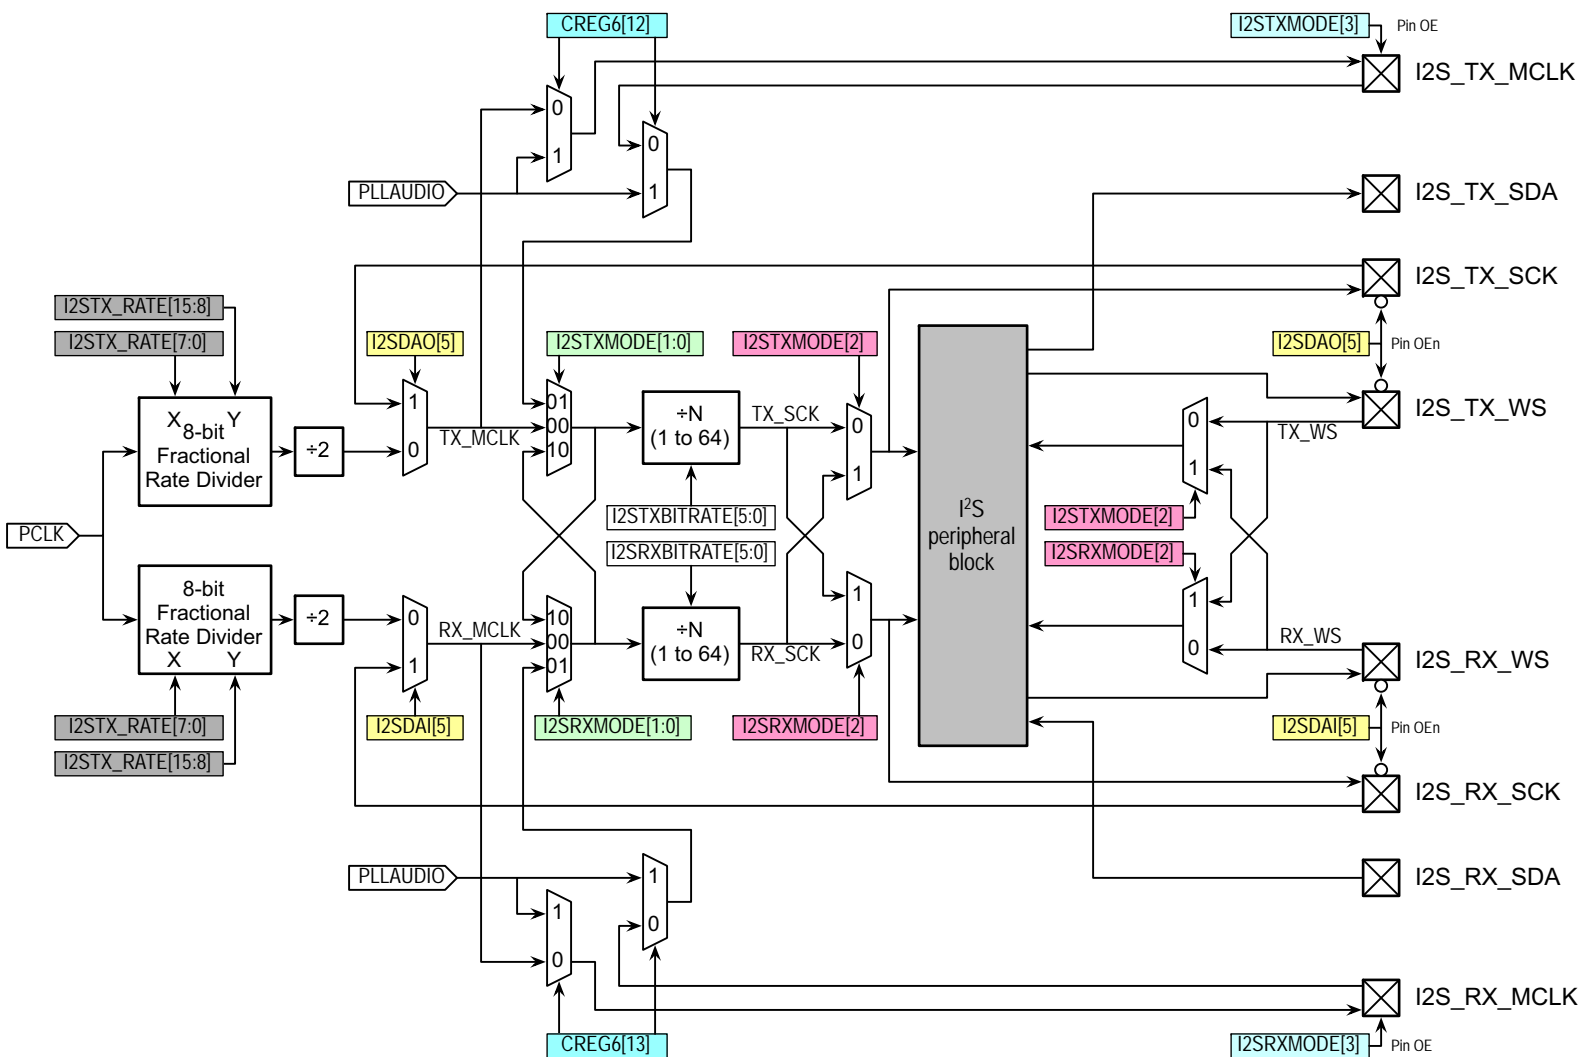 CREG6[12]
I2STXMODE[3]
Pin OE
I2S_TX_MCLK
0
1
0
1
PLLAUDIO
I2S_TX_SDA
I2S_TX_SCK
I2STX_RATE[15:8]
I2STX_RATE[7:0]
I2SDAO[5]
I2STXMODE[1:0]
I2STXMODE[2]
I2SDAO[5]
Pin OEn
X Y
8-bit
Fractional
Rate Divider
÷2
1
0
TX_MCLK
01
00
10
÷N
(1 to 64)
TX_SCK
0
1
0
1
TX_WS
I2S_TX_WS
I2STXBITRATE[5:0]
I2STXMODE[2]
PCLK
I2S
peripheral
block
I2SRXBITRATE[5:0]
I2SRXMODE[2]
8-bit
Fractional
Rate Divider
X Y
÷2
0
1
RX_MCLK
10
00
01
÷N
(1 to 64)
RX_SCK
1
0
1
0
RX_WS
I2S_RX_WS
I2STX_RATE[7:0]
I2STX_RATE[15:8]
I2SDAI[5]
I2SRXMODE[1:0]
I2SRXMODE[2]
I2SDAI[5]
Pin OEn
I2S_RX_SCK
PLLAUDIO
1
0
1
0
I2S_RX_SDA
I2S_RX_MCLK
CREG6[13]
I2SRXMODE[3]
Pin OE